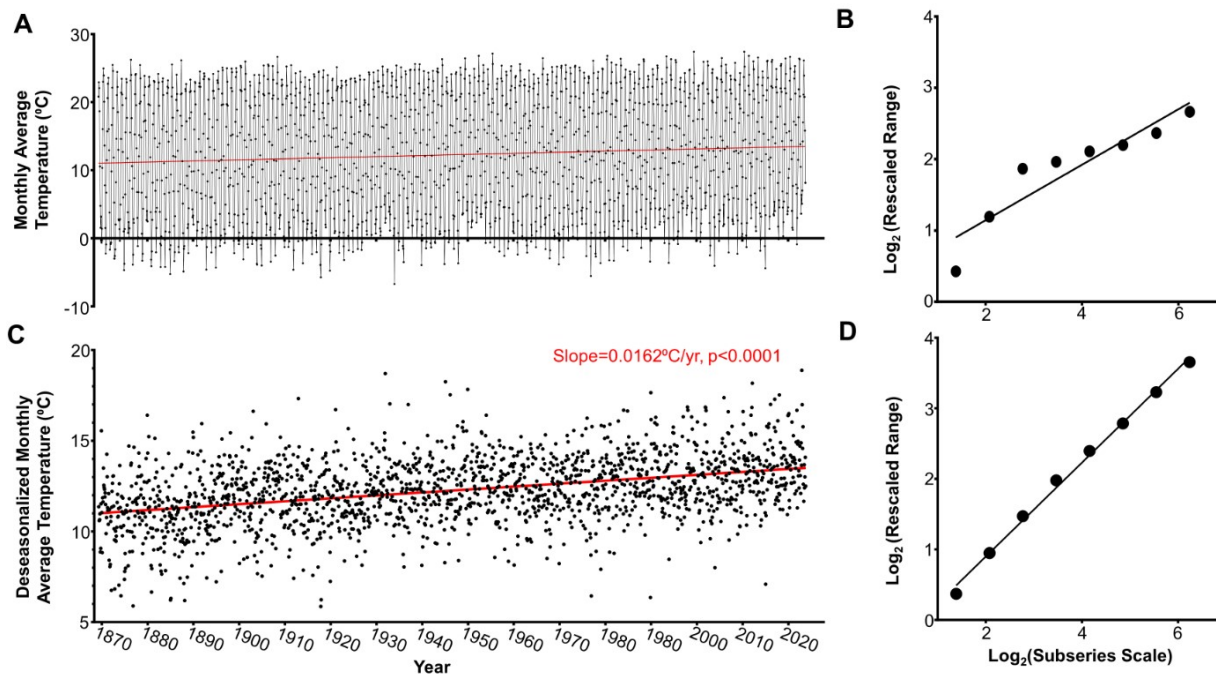 A
Monthly Average
Temperature (ºC)
30
20
10
0
-10
B
Log₂ (Rescaled Range)
4
3
2
1
0
2 4 6
C
Deseasonalized Monthly
Average Temperature (ºC)
20
15
10
5
Slope=0.0162ºC/yr, p<0.0001
1870 1880 1890 1900 1910 1920 1930 1940 1950 1960 1970 1980 1990 2000 2010 2020
Year
D
Log₂ (Rescaled Range)
4
3
2
1
0
2 4 6
Log₂(Subseries Scale)